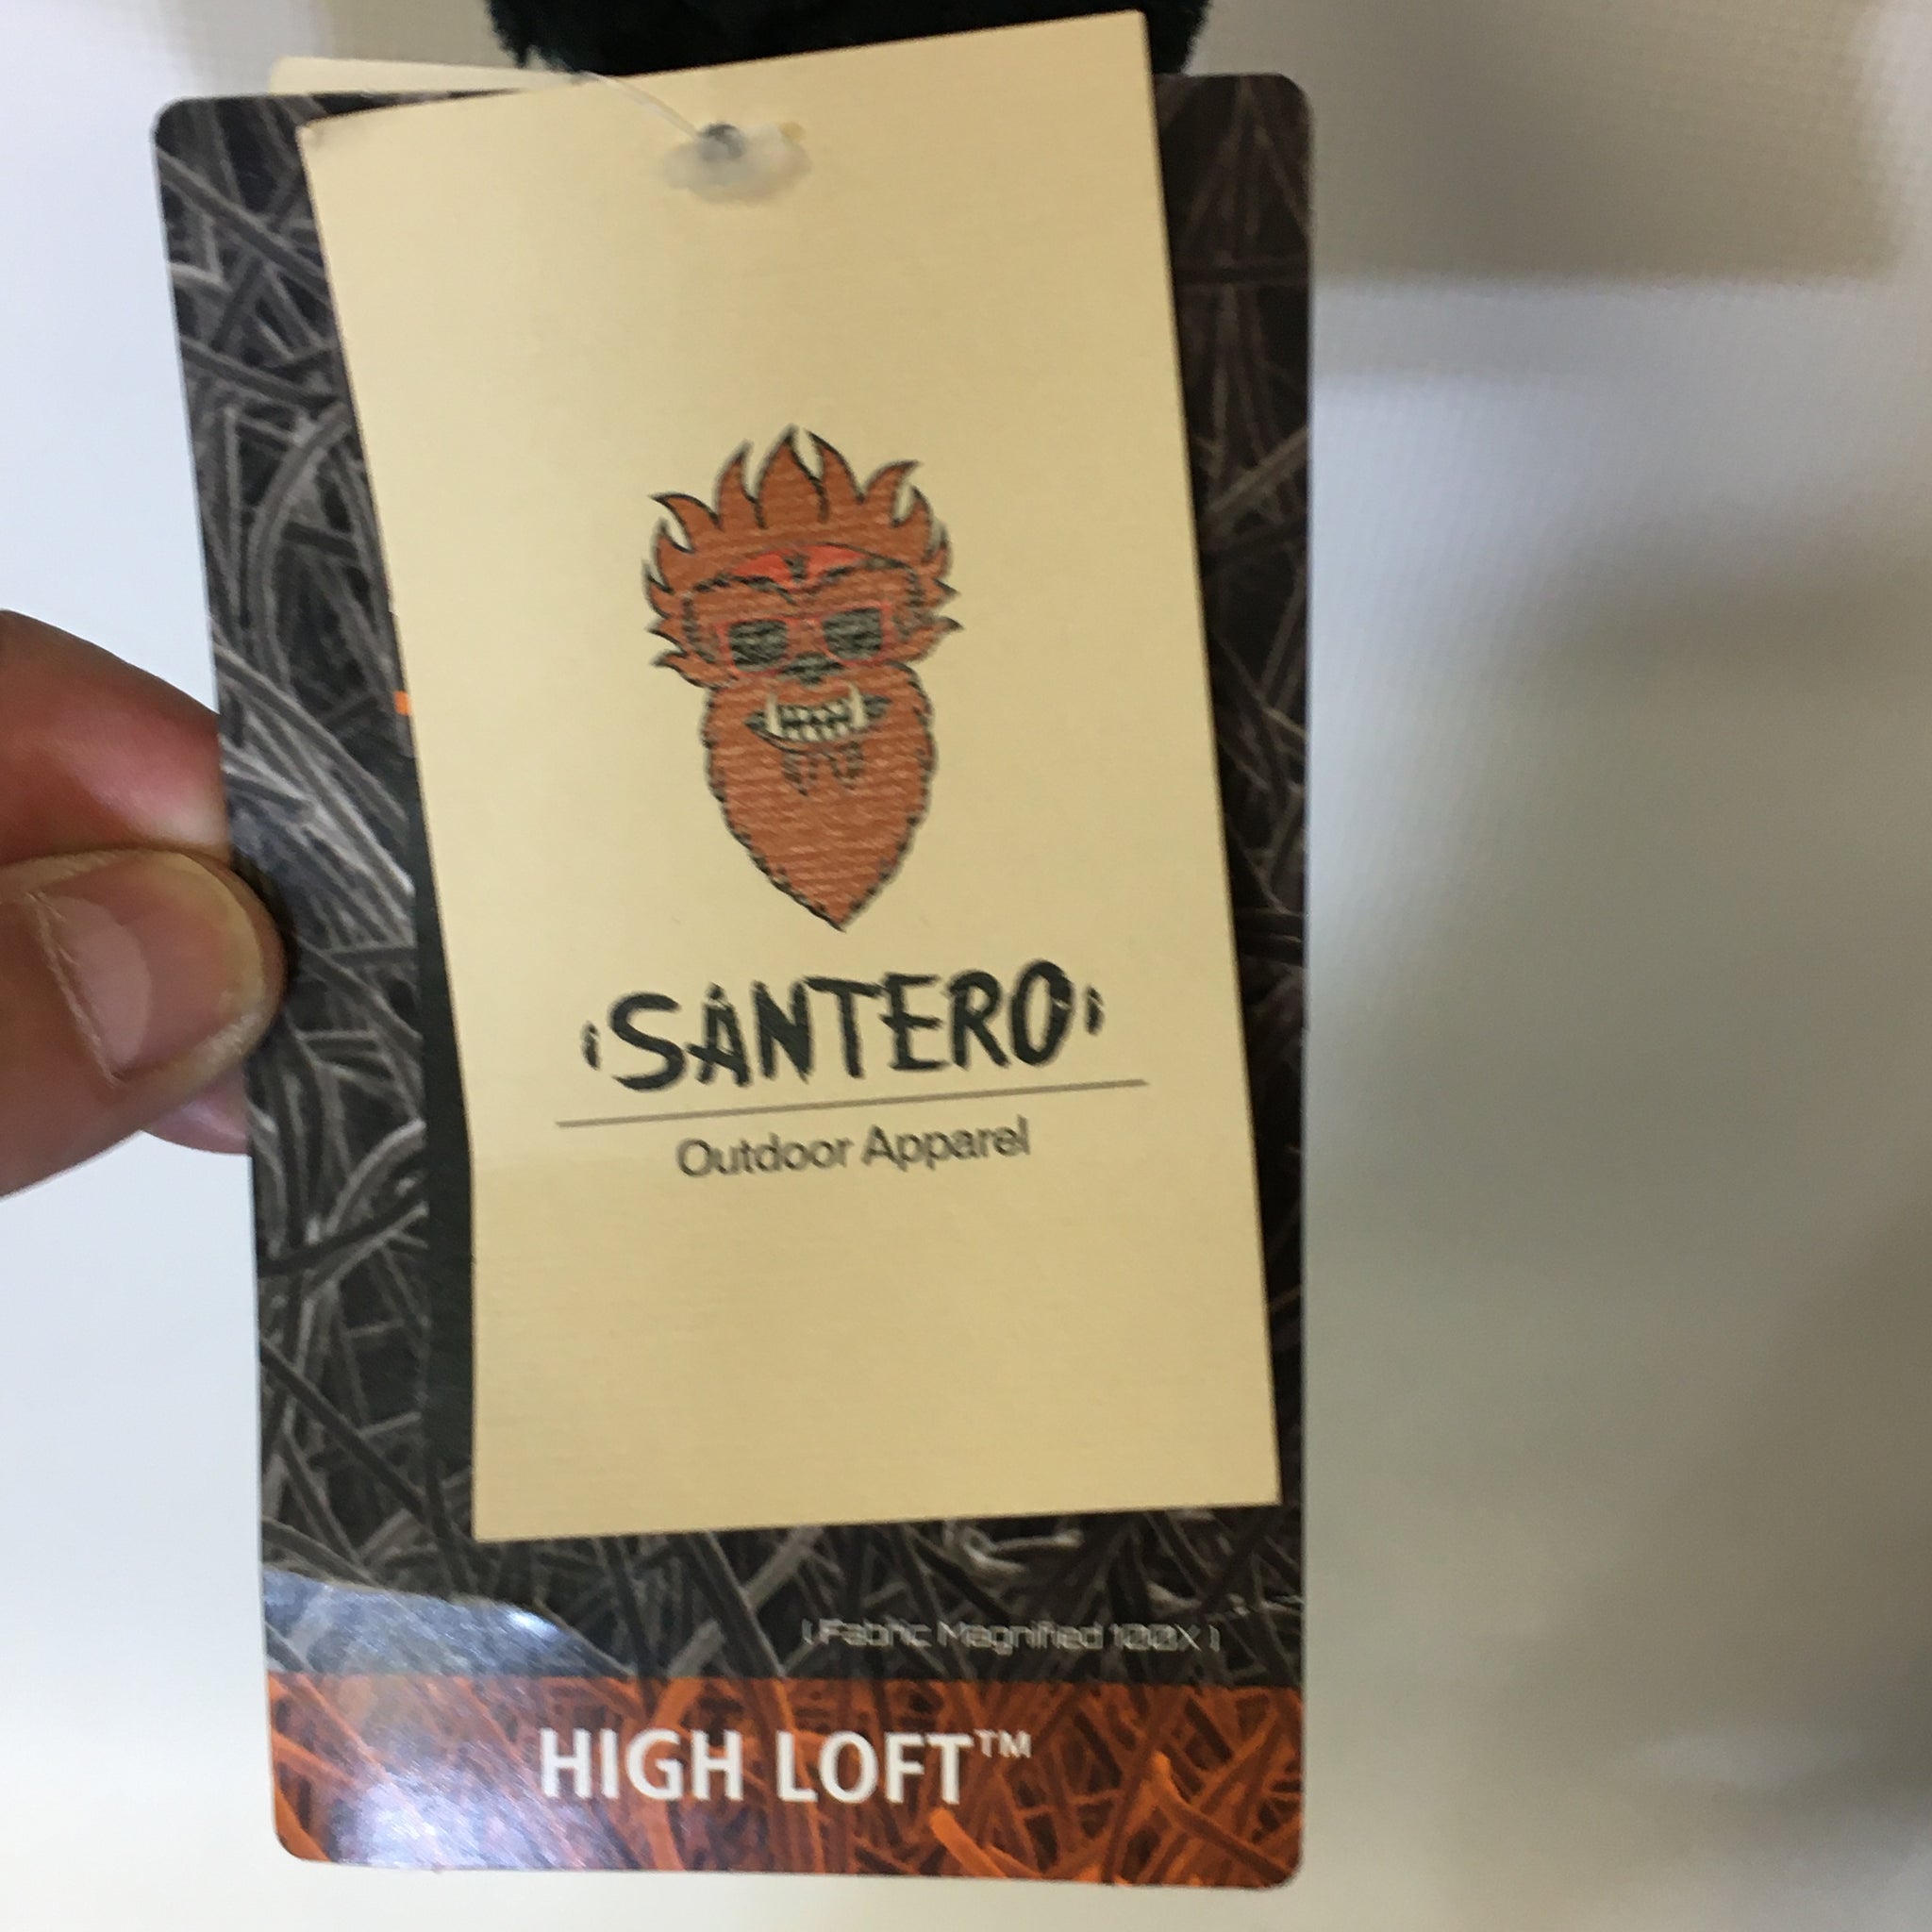 SANTERO
Outdoor Apparel
( Fabric Magnified 100X )
HIGH LOFT™